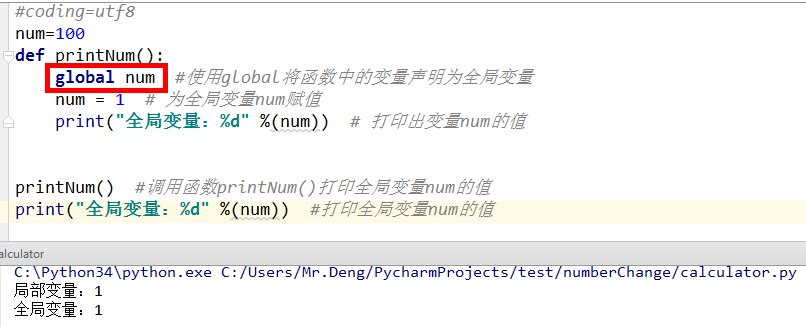 #coding=utf8
num=100
def printNum():
    global num  #使用global将函数中的变量声明为全局变量
    num = 1  # 为全局变量num赋值
    print("全局变量：%d" %(num))  # 打印出变量num的值
printNum()  #调用函数printNum()打印全局变量num的值
print("全局变量：%d" %(num))  #打印全局变量num的值
alculator
C:\Python34\python.exe C:/Users/Mr.Deng/PycharmProjects/test/numberChange/calculator.py
局部变量：1
全局变量：1